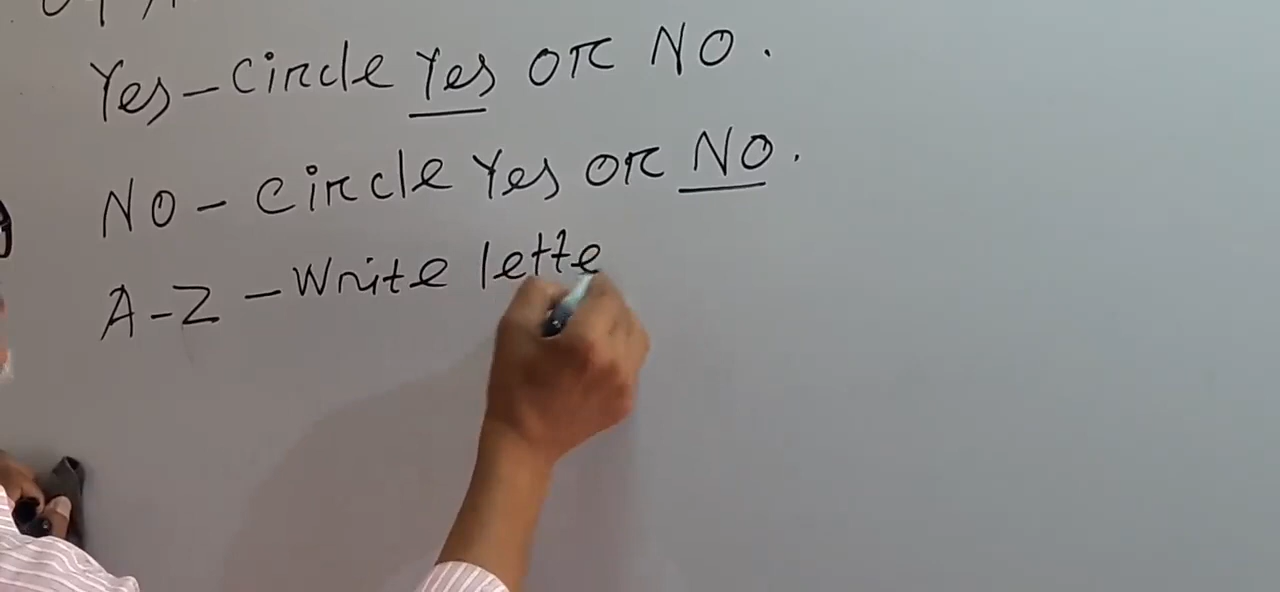 Yes - Circle Yes OR NO.
NO - Circle Yes OR NO.
A-Z - Write lette